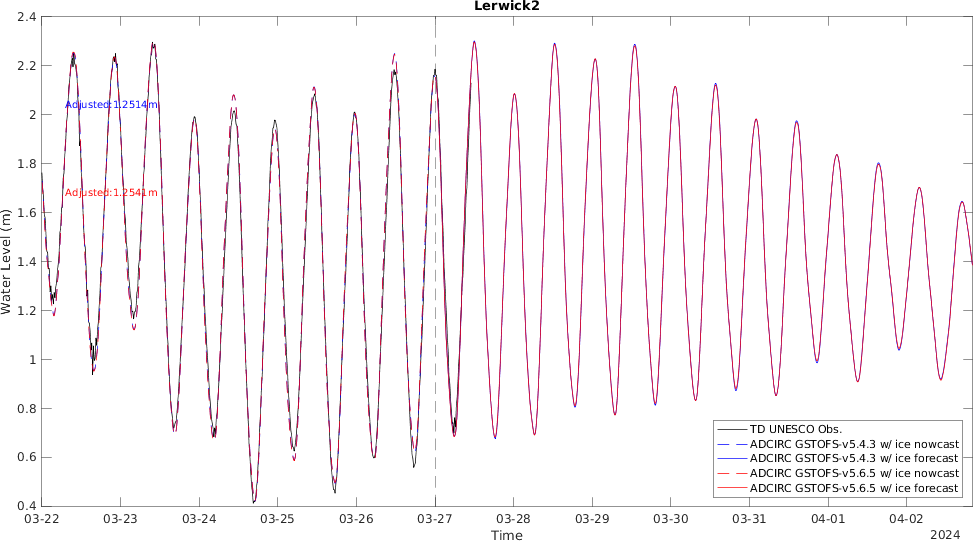 Lerwick2
2.4
2.2
2
1.8
1.6
1.4
1.2
1
0.8
0.6
0.4
Water Level (m)
Adjusted:1.2514m
Adjusted:1.2541m
TD UNESCO Obs.
ADCIRC GSTOFS-v5.4.3 w/ ice nowcast
ADCIRC GSTOFS-v5.4.3 w/ ice forecast
ADCIRC GSTOFS-v5.6.5 w/ ice nowcast
ADCIRC GSTOFS-v5.6.5 w/ ice forecast
03-22 03-23 03-24 03-25 03-26 03-27 03-28 03-29 03-30 03-31 04-01 04-02
Time
2024